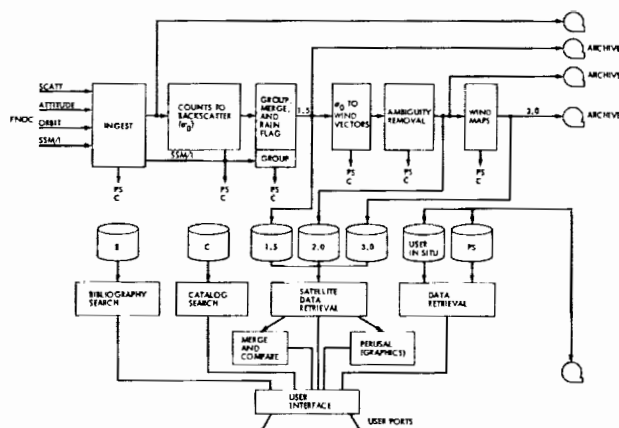 ARCHIVE
ARCHIVE
SCATT
ATTITUDE
FNOC
ORBIT
SSM/I
INGEST
COUNTS TO
BACKSCATTER
(σ0)
SSM/I
GROUP,
MERGE,
AND
RAIN
FLAG
GROUP
1.5
σ0 TO
WIND
VECTORS
AMBIGUITY
REMOVAL
WIND
MAPS
3.0
ARCHIVE
PS
C
PS
C
PS
C
PS
C
PS
C
PS
C
C
1.5
2.0
3.0
USER
IN SITU
PS
BIBLIOGRAPHY
SEARCH
CATALOG
SEARCH
SATELLITE
DATA
RETRIEVAL
DATA
RETRIEVAL
MERGE
AND
COMPARE
PERUSAL
(GRAPHICS)
USER
INTERFACE
USER PORTS